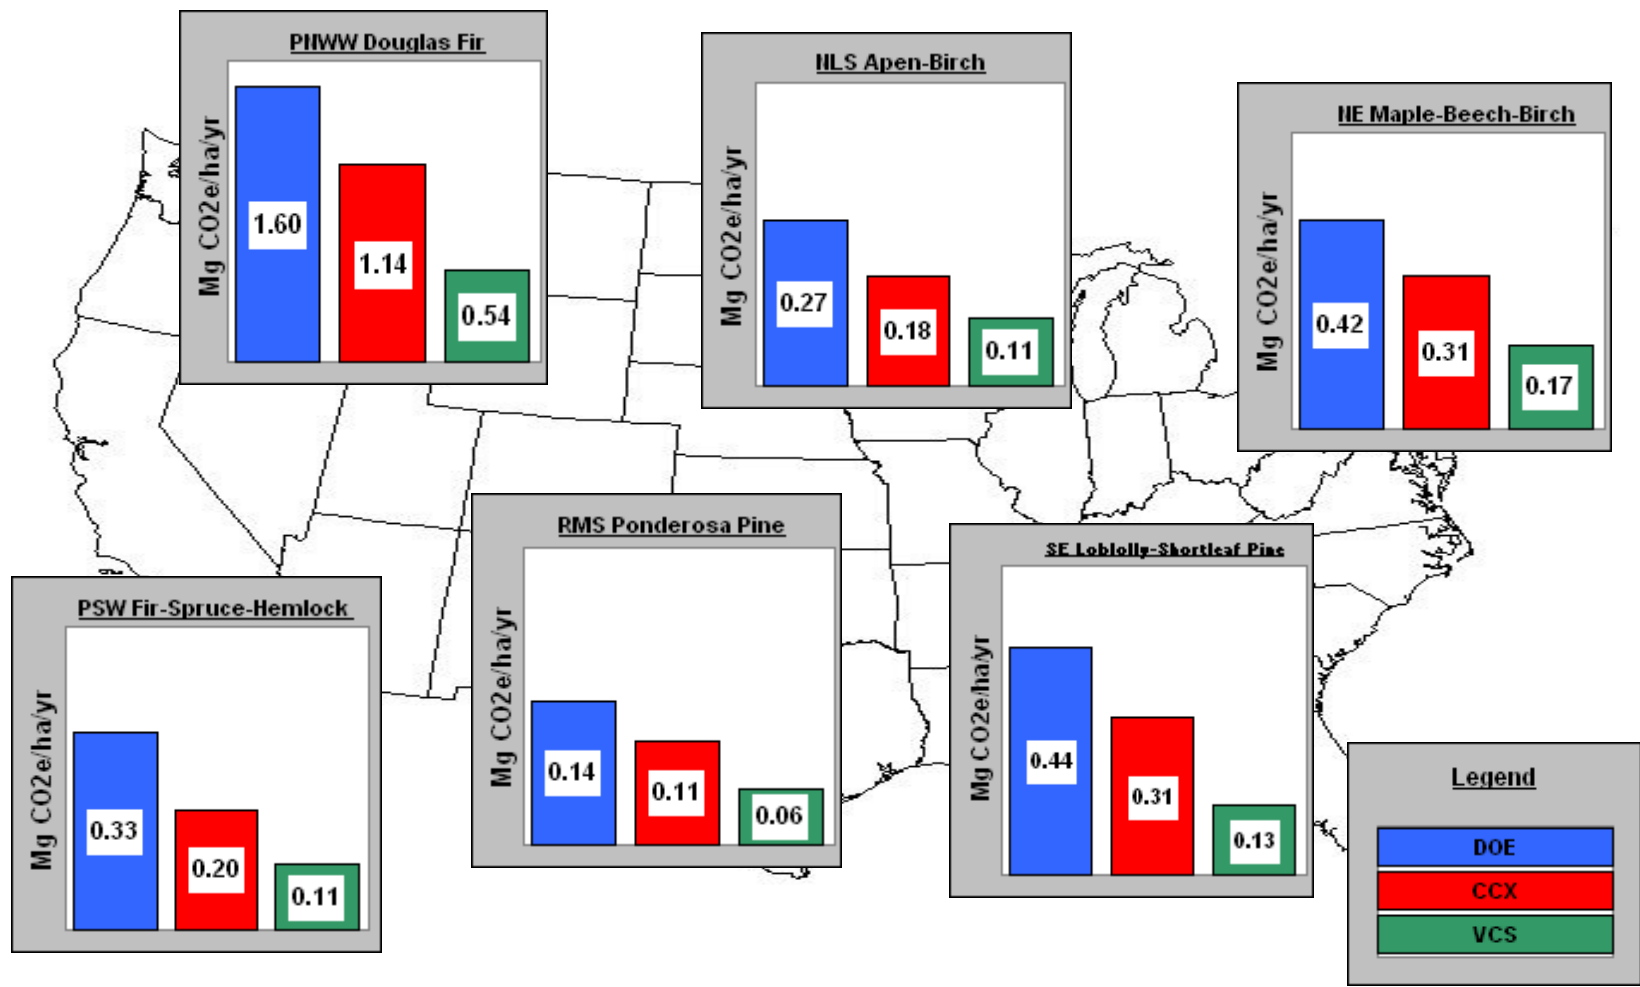 PNWW Douglas Fir
Mg CO2e/ha/yr
1.60
1.14
0.54
NLS Apen-Birch
Mg CO2e/ha/yr
0.27
0.18
0.11
NE Maple-Beech-Birch
Mg CO2e/ha/yr
0.42
0.31
0.17
PSW Fir-Spruce-Hemlock
Mg CO2e/ha/yr
0.33
0.20
0.11
RMS Ponderosa Pine
Mg CO2e/ha/yr
0.14
0.11
0.06
SE Loblolly-Shortleaf Pine
Mg CO2e/ha/yr
0.44
0.31
0.13
Legend
DOE
CCX
VCS